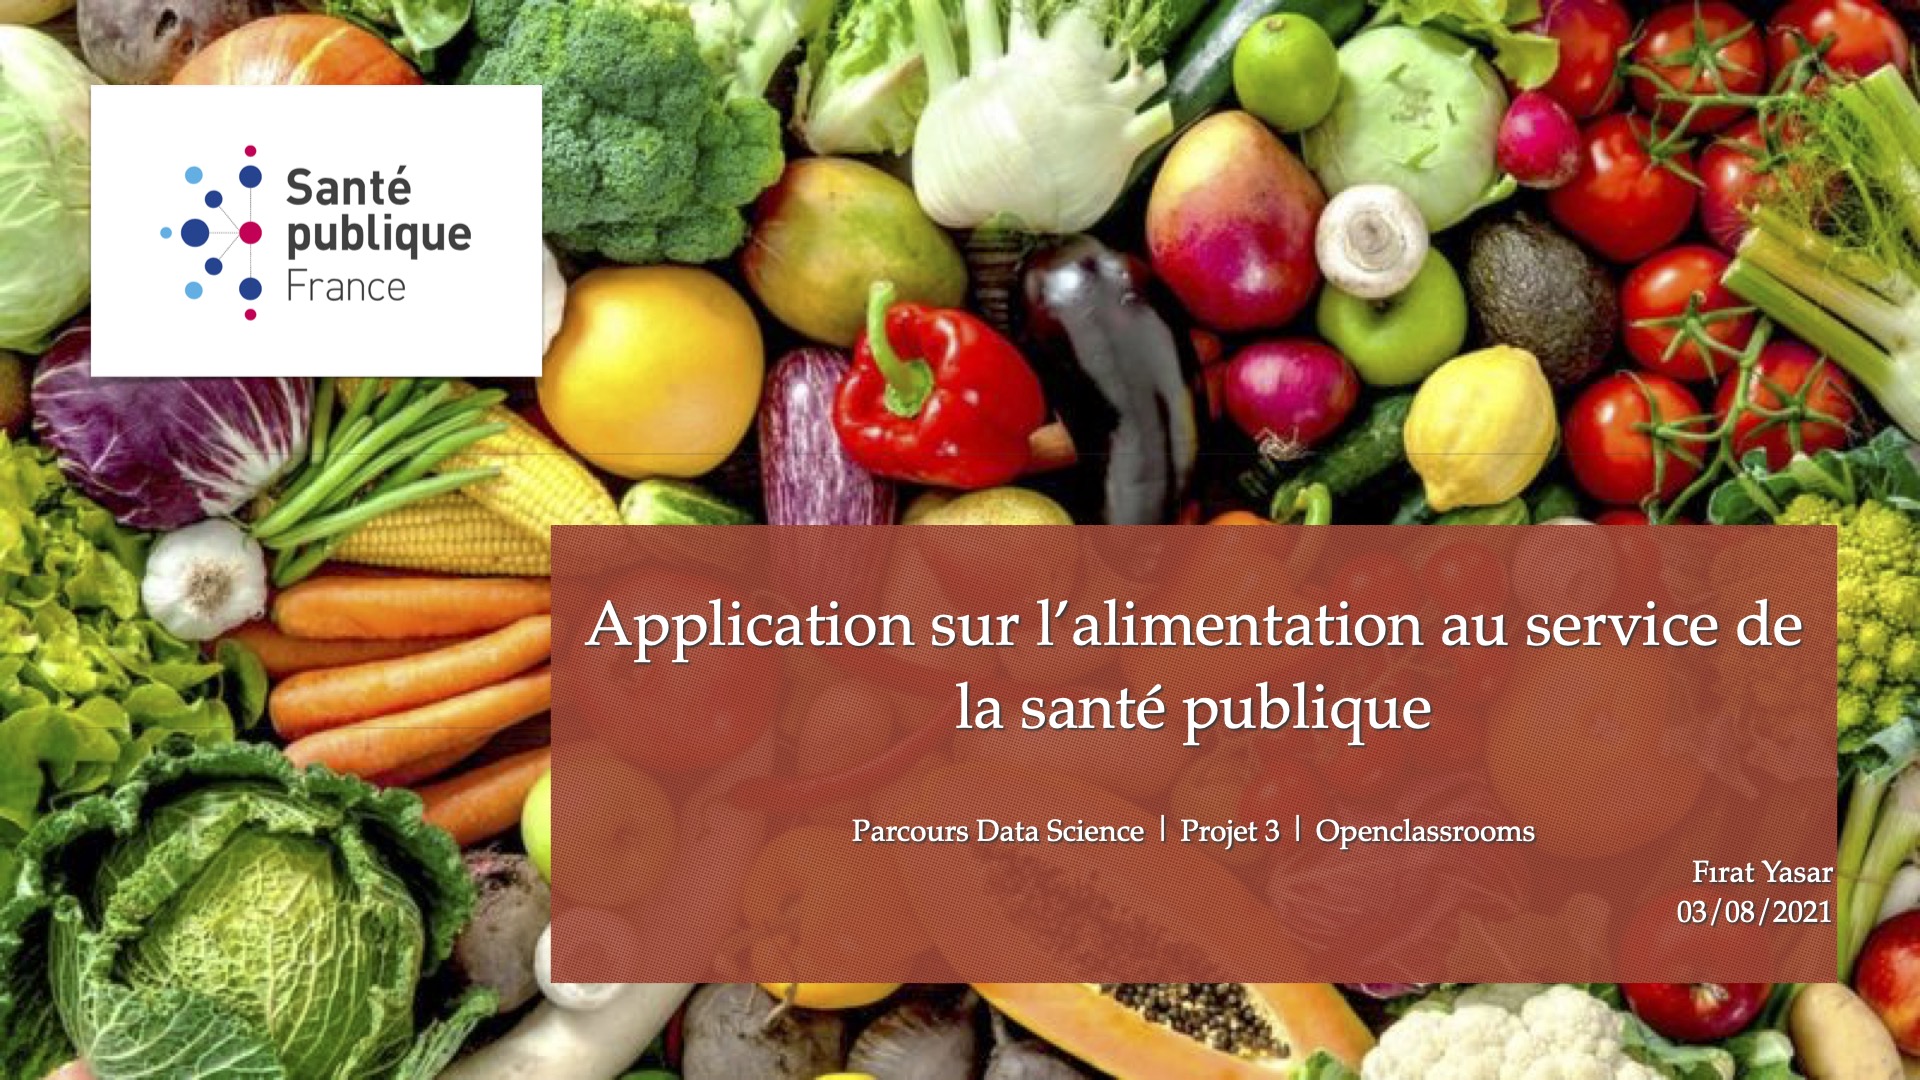 Santé
publique
France
Application sur l’alimentation au service de
la santé publique
Parcours Data Science | Projet 3 | Openclassrooms
Fırat Yasar
03/08/2021